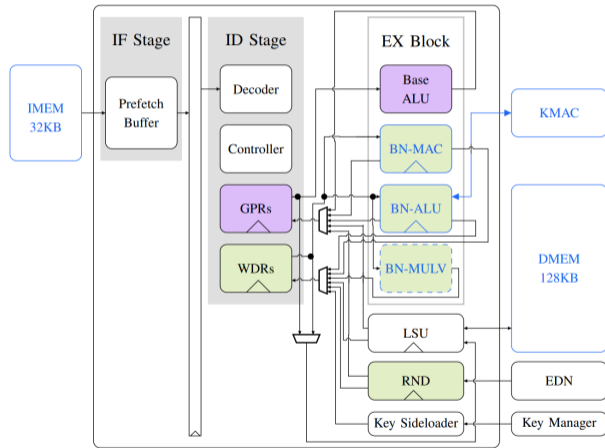 IF Stage
ID Stage
EX Block
IMEM
32KB
Prefetch
Buffer
Decoder
Controller
GPRs
WDRs
Base
ALU
BN-MAC
BN-ALU
BN-MULV
LSU
RND
Key Sideloader
KMAC
DMEM
128KB
EDN
Key Manager